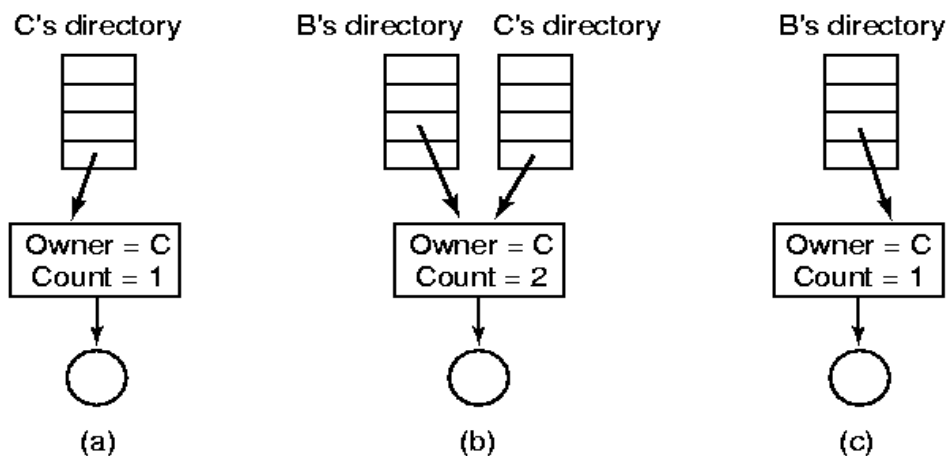 C's directory
B's directory C's directory
B's directory
Owner = C
Count = 1
Owner = C
Count = 2
Owner = C
Count = 1
(a)
(b)
(c)